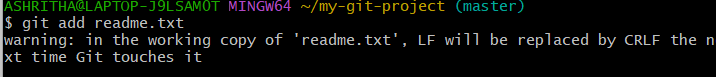 ASHRITHA@LAPTOP-J9LSAMOT MINGW64 ~/my-git-project (master)
$ git add readme.txt
warning: in the working copy of 'readme.txt', LF will be replaced by CRLF the n
xt time Git touches it